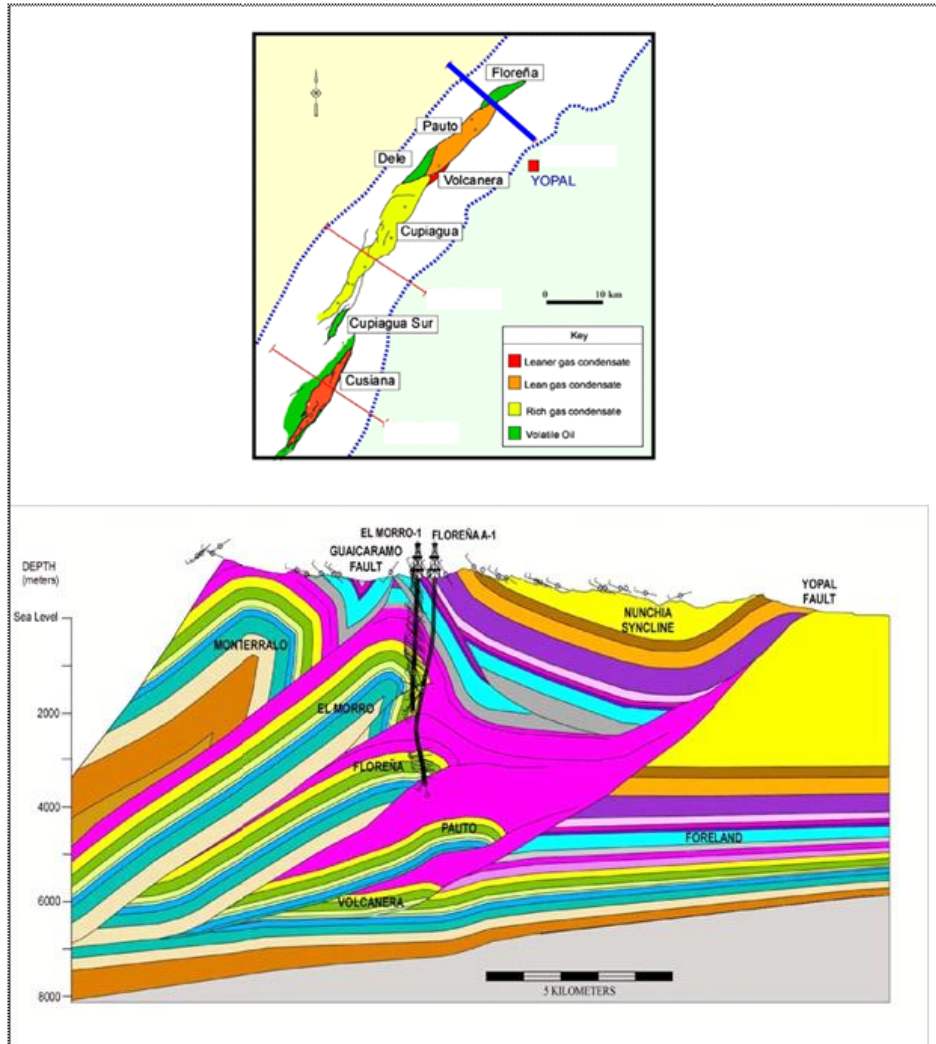 Floreña
Pauto
Dele
Volcanera
YOPAL
Cupiagua
0 10 km
Cupiagua Sur
Key
Cusiana
Leaner gas condensate
Lean gas condensate
Rich gas condensate
Volatile Oil
EL MORRO-1 FLOREÑA A-1
GUAICARAMO
FAULT
DEPTH
(meters)
YOPAL
FAULT
Sea Level
NUNCHIA
SYNCLINE
MONTERRALO
EL MORRO
2000
FLOREÑA
4000
PAUTO
FORELAND
VOLCANERA
6000
5 KILOMETERS
8000